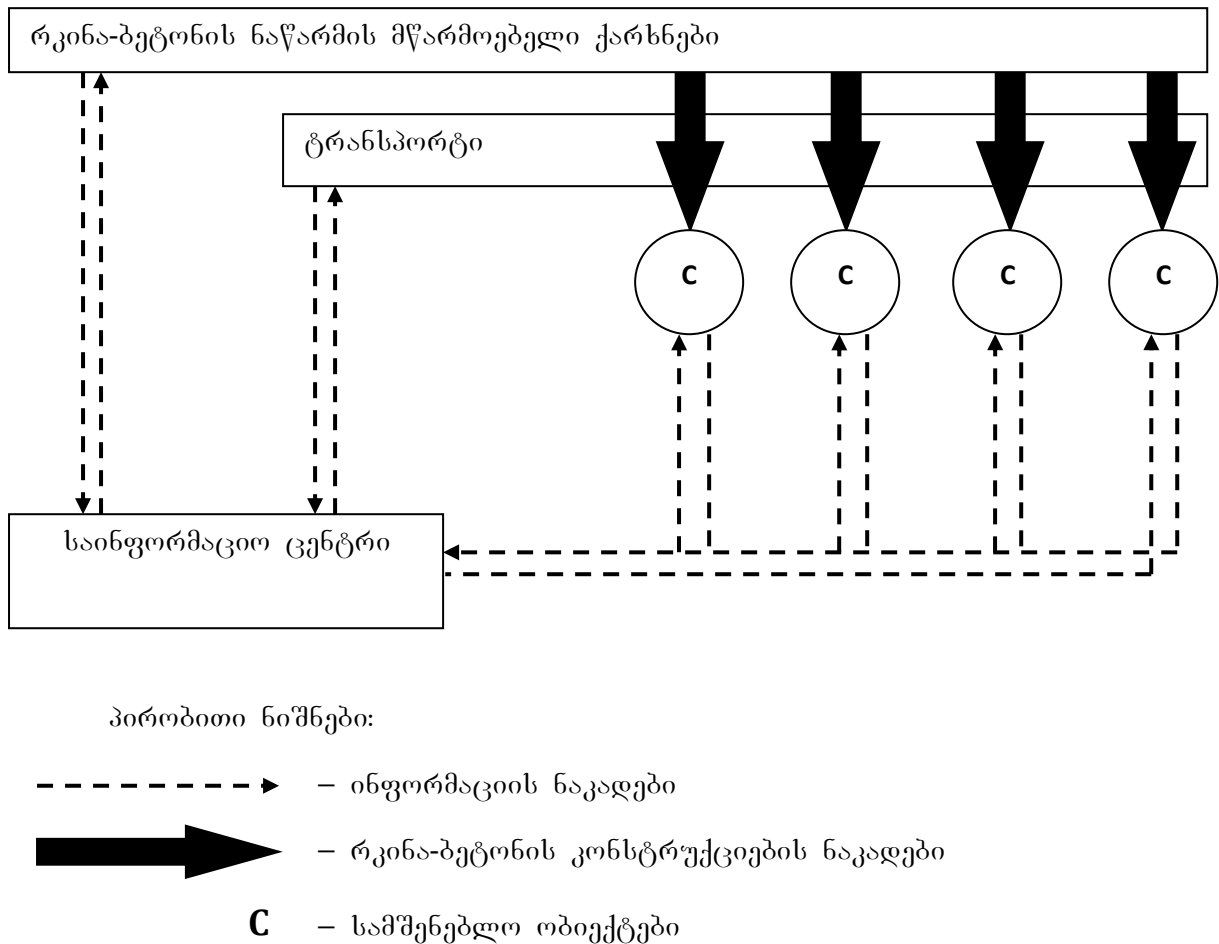 რკინა-ბეტონის ნაწარმის მწარმოებელი ქარხნები
ტრანსპორტი
C C C C
საინფორმაციო ცენტრი
პირობითი ნიშნები:
– ინფორმაციის ნაკადები
– რკინა-ბეტონის კონსტრუქციების ნაკადები
C – სამშენებლო ობიექტები